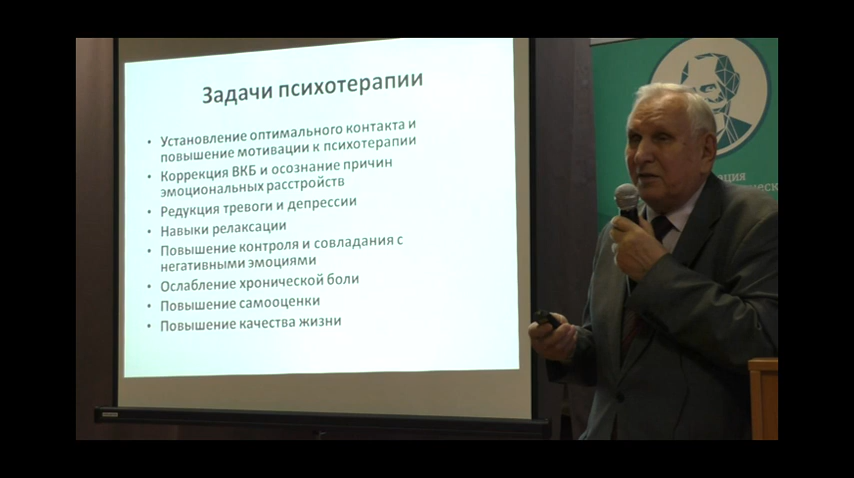 Задачи психотерапии
• Установление оптимального контакта и
повышение мотивации к психотерапии
• Коррекция ВКБ и осознание причин
эмоциональных расстройств
• Редукция тревоги и депрессии
• Навыки релаксации
• Повышение контроля и совладания с
негативными эмоциями
• Ослабление хронической боли
• Повышение самооценки
• Повышение качества жизни